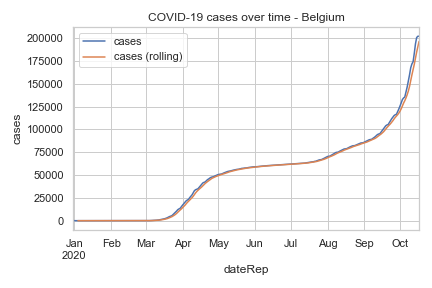 COVID-19 cases over time - Belgium
cases
cases (rolling)
200000
175000
150000
125000
100000
75000
50000
25000
0
cases
Jan Feb Mar Apr May Jun Jul Aug Sep Oct
2020
dateRep